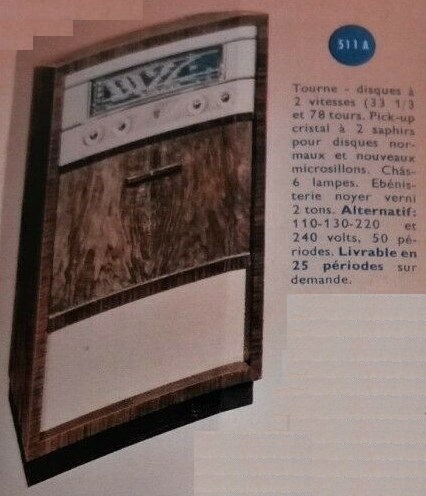 511 A
Tourne - disques à
2 vitesses (33 1/3
et 78 tours. Pick-up
cristal à 2 saphirs
pour disques nor-
maux et nouveaux
microsillons. Châs-
6 lampes. Ebénis-
terie noyer verni
2 tons. Alternatif:
110-130-220 et
240 volts, 50 pé-
riodes. Livrable en
25 périodes sur
demande.